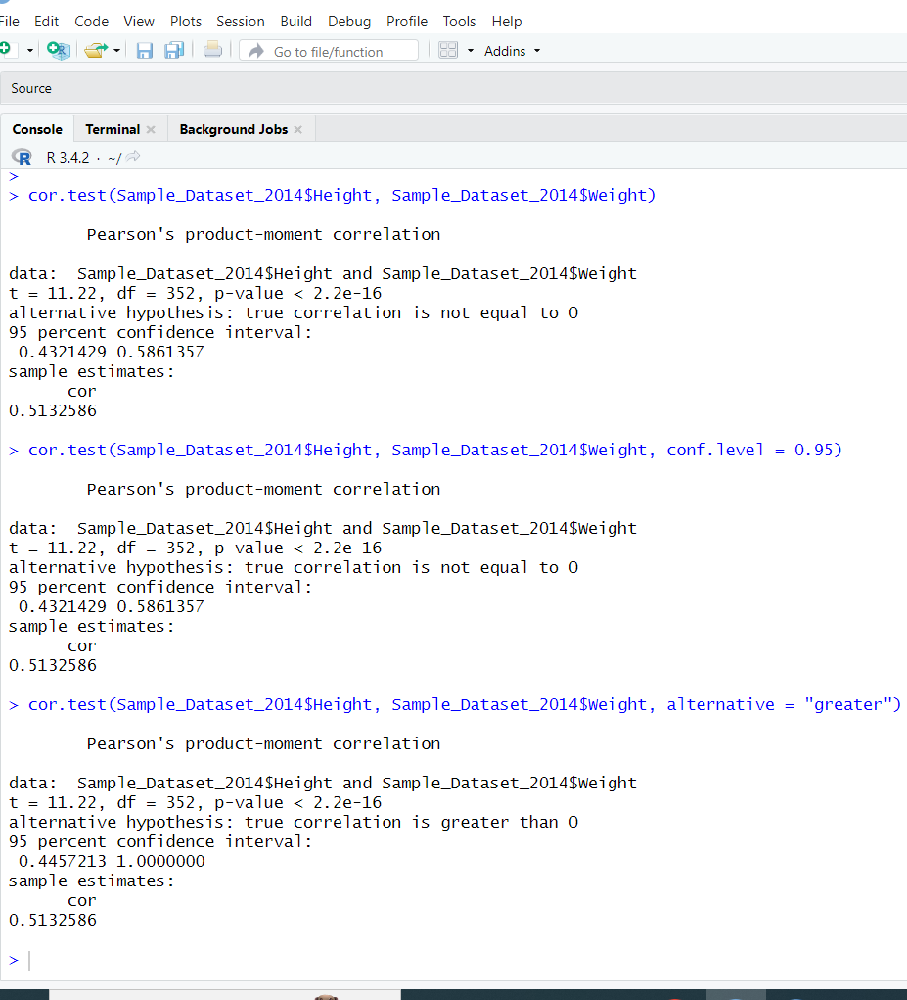 File Edit Code View Plots Session Build Debug Profile Tools Help
Go to file/function Addins
Source
Console Terminal Background Jobs
R R 3.4.2 · ~/
>
> cor.test(Sample_Dataset_2014$Height, Sample_Dataset_2014$Weight)
Pearson's product-moment correlation
data: Sample_Dataset_2014$Height and Sample_Dataset_2014$Weight
t = 11.22, df = 352, p-value < 2.2e-16
alternative hypothesis: true correlation is not equal to 0
95 percent confidence interval:
0.4321429 0.5861357
sample estimates:
cor
0.5132586
> cor.test(Sample_Dataset_2014$Height, Sample_Dataset_2014$Weight, conf.level = 0.95)
Pearson's product-moment correlation
data: Sample_Dataset_2014$Height and Sample_Dataset_2014$Weight
t = 11.22, df = 352, p-value < 2.2e-16
alternative hypothesis: true correlation is not equal to 0
95 percent confidence interval:
0.4321429 0.5861357
sample estimates:
cor
0.5132586
> cor.test(Sample_Dataset_2014$Height, Sample_Dataset_2014$Weight, alternative = "greater")
Pearson's product-moment correlation
data: Sample_Dataset_2014$Height and Sample_Dataset_2014$Weight
t = 11.22, df = 352, p-value < 2.2e-16
alternative hypothesis: true correlation is greater than 0
95 percent confidence interval:
0.4457213 1.0000000
sample estimates:
cor
0.5132586
>